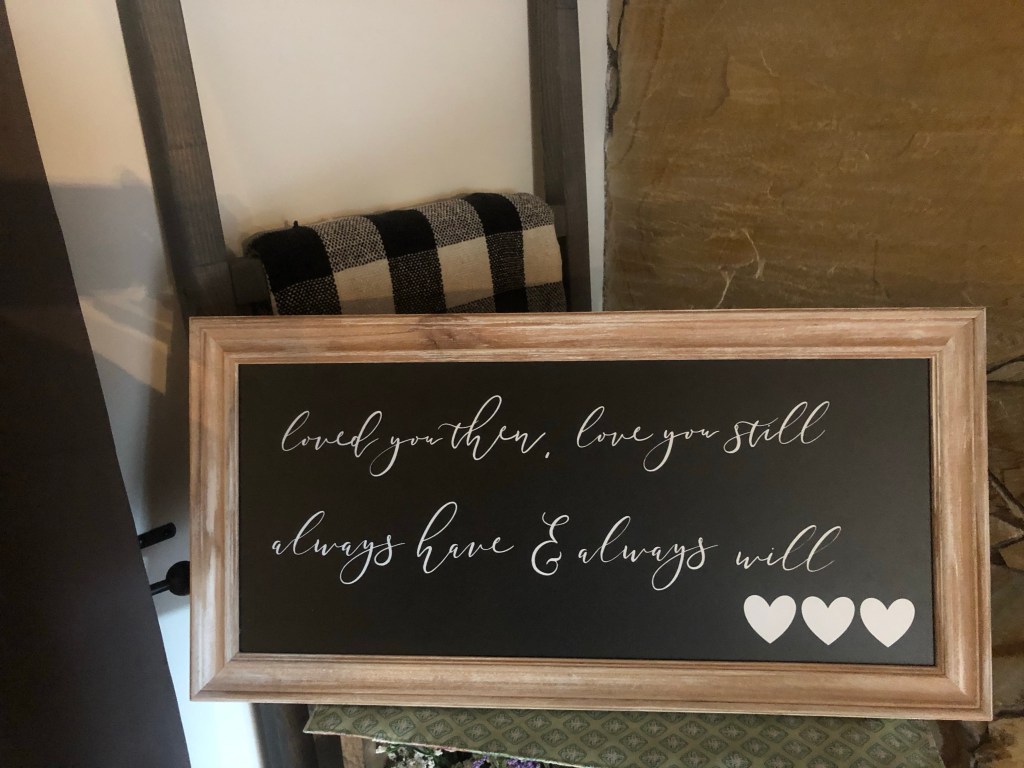 loved you then, love you still
always have & always will